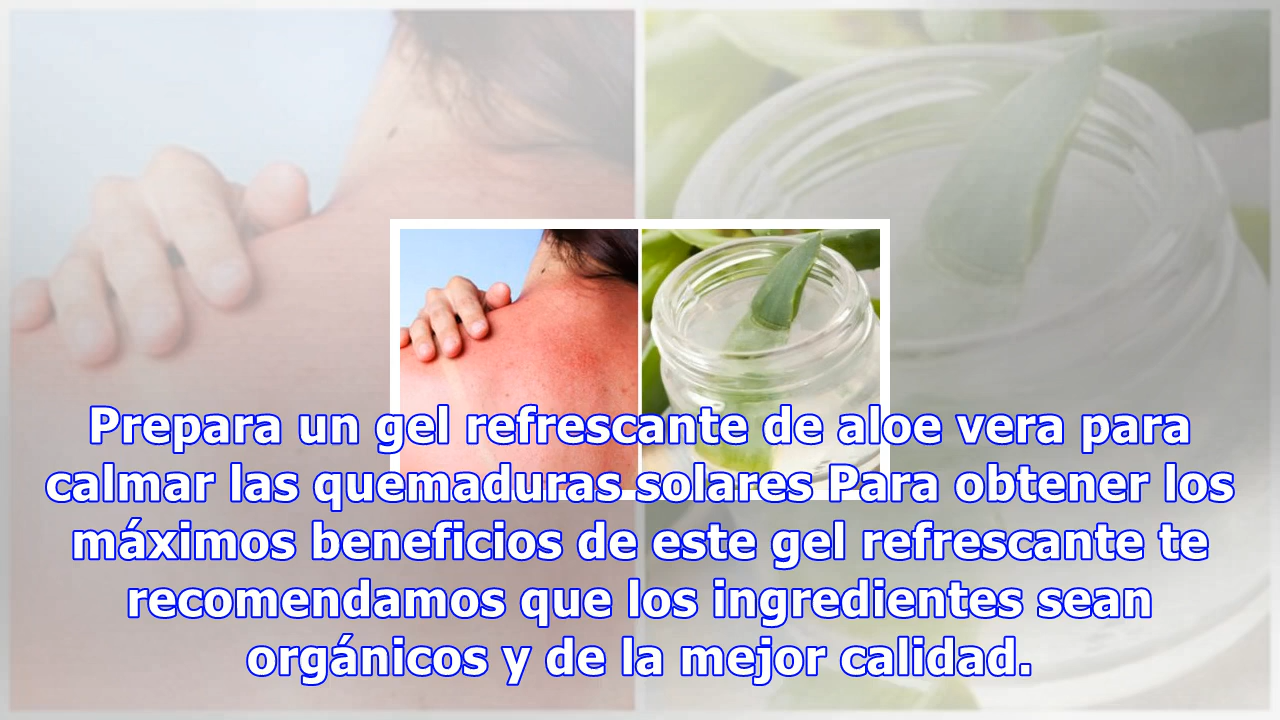 Prepara un gel refrescante de aloe vera para
calmar las quemaduras solares Para obtener los
máximos beneficios de este gel refrescante te
recomendamos que los ingredientes sean
orgánicos y de la mejor calidad.